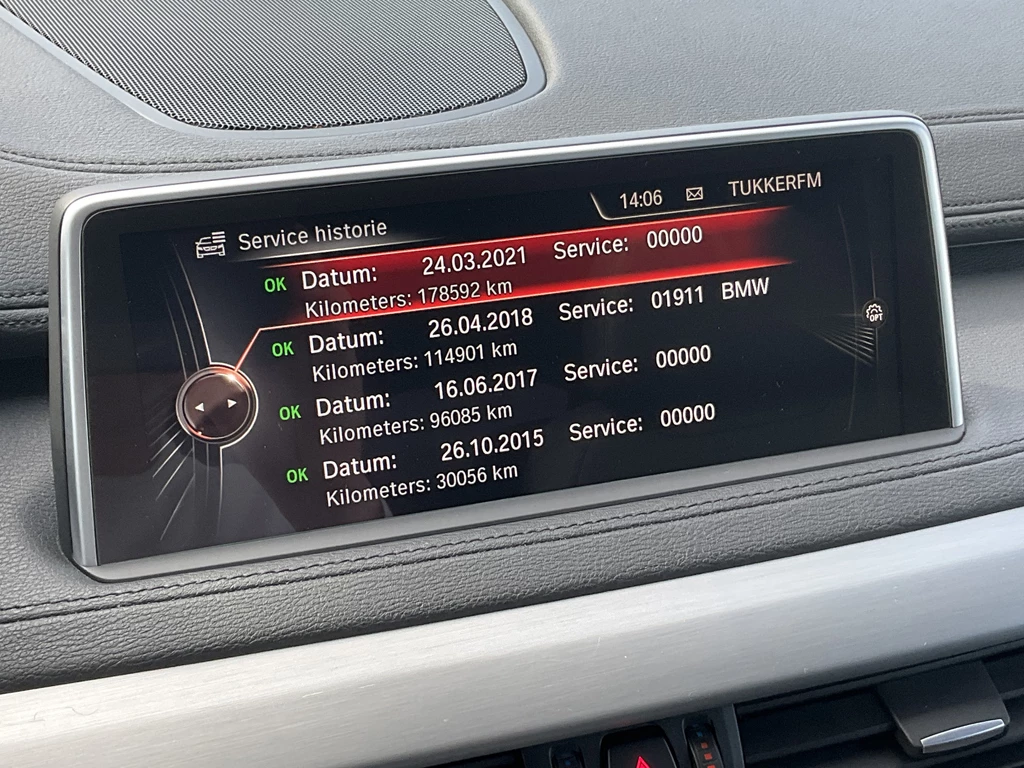 14:06 TUKKERFM
Service historie
OK Datum: 24.03.2021 Service: 00000
Kilometers: 178592 km
OK Datum: 26.04.2018 Service: 01911 BMW
Kilometers: 114901 km
OK Datum: 16.06.2017 Service: 00000
Kilometers: 96085 km
OK Datum: 26.10.2015 Service: 00000
Kilometers: 30056 km
OPT